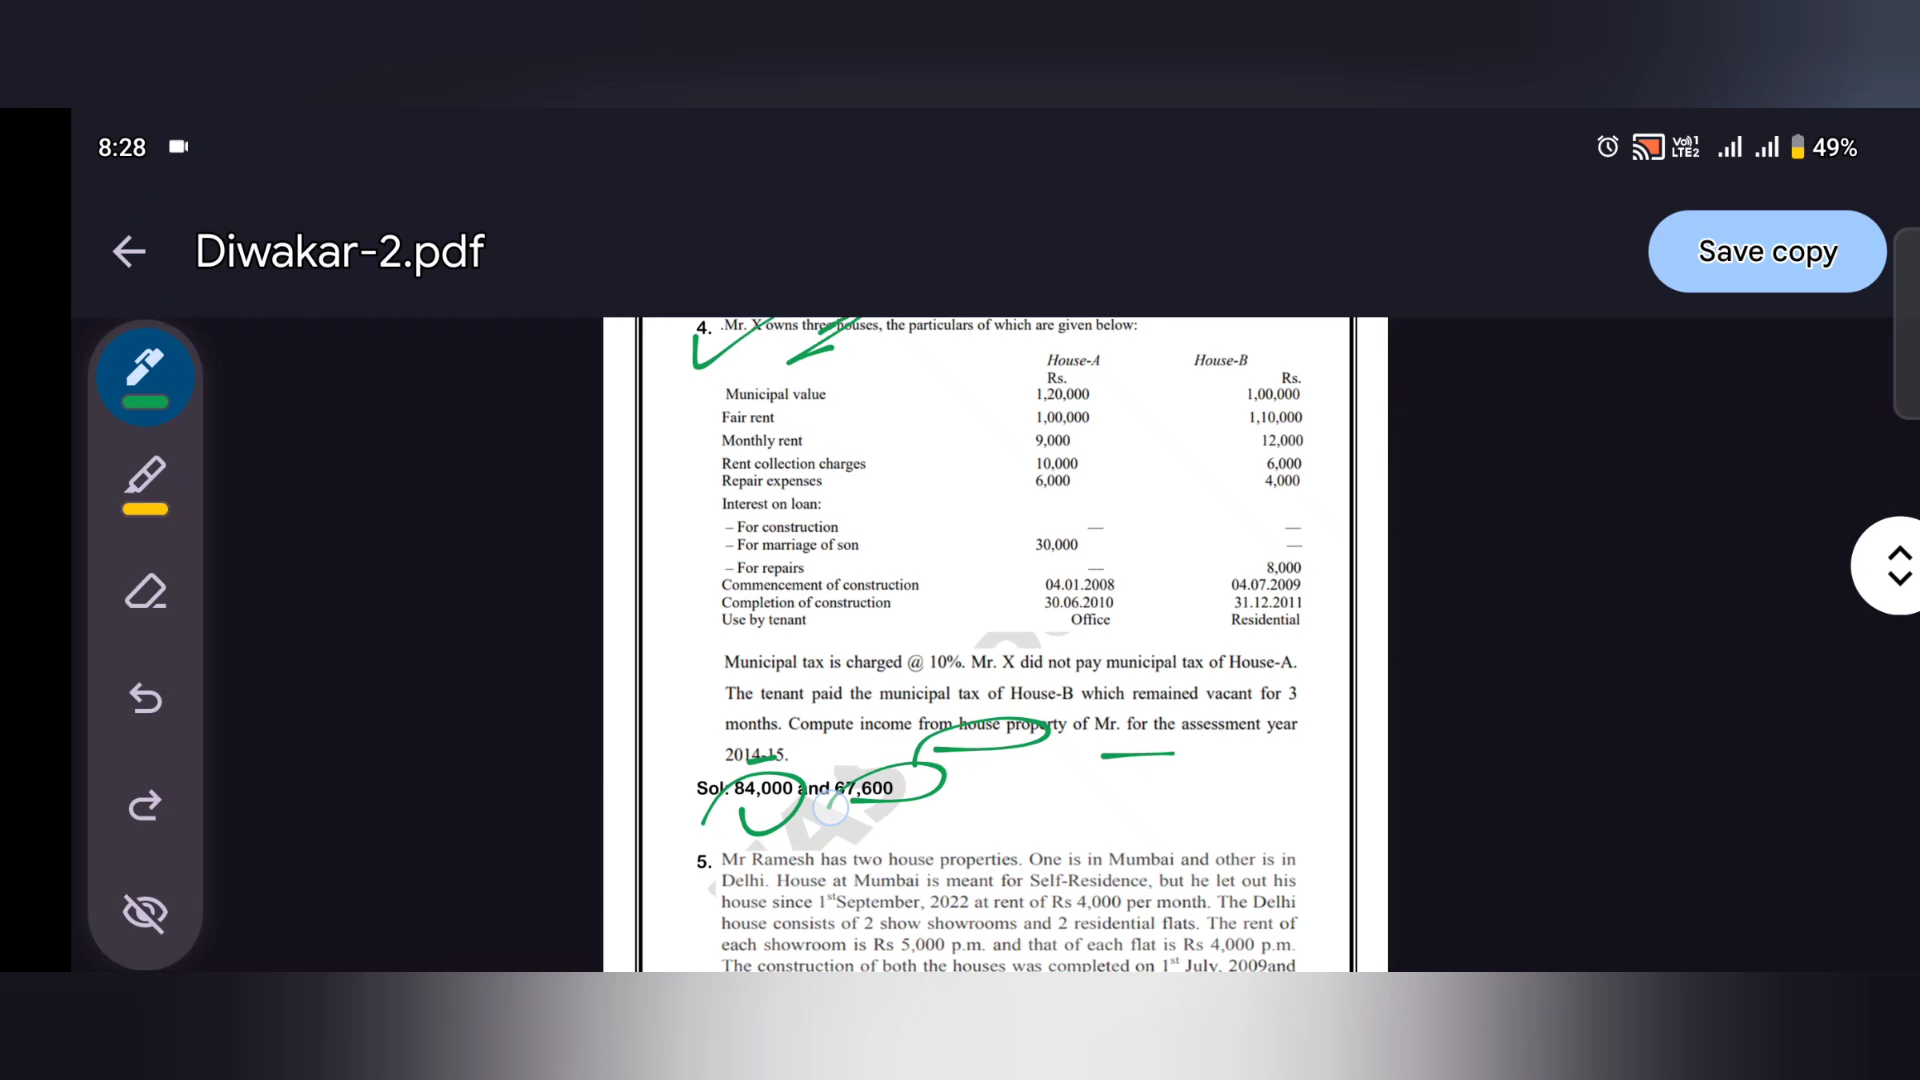 8:28
Vo)) 1
LTE2
49%
Diwakar-2.pdf
Save copy
4. .Mr. X owns three houses, the particulars of which are given below:
House-A House-B
Rs. Rs.
Municipal value 1,20,000 1,00,000
Fair rent 1,00,000 1,10,000
Monthly rent 9,000 12,000
Rent collection charges 10,000 6,000
Repair expenses 6,000 4,000
Interest on loan:
– For construction — —
– For marriage of son 30,000 —
– For repairs — 8,000
Commencement of construction 04.01.2008 04.07.2009
Completion of construction 30.06.2010 31.12.2011
Use by tenant Office Residential
Municipal tax is charged @ 10%. Mr. X did not pay municipal tax of House-A.
The tenant paid the municipal tax of House-B which remained vacant for 3
months. Compute income from house property of Mr. for the assessment year
2014-15.
Sol. 84,000 and 67,600
5. Mr Ramesh has two house properties. One is in Mumbai and other is in
Delhi. House at Mumbai is meant for Self-Residence, but he let out his
house since 1stSeptember, 2022 at rent of Rs 4,000 per month. The Delhi
house consists of 2 show showrooms and 2 residential flats. The rent of
each showroom is Rs 5,000 p.m. and that of each flat is Rs 4,000 p.m.
The construction of both the houses was completed on 1st July, 2009and